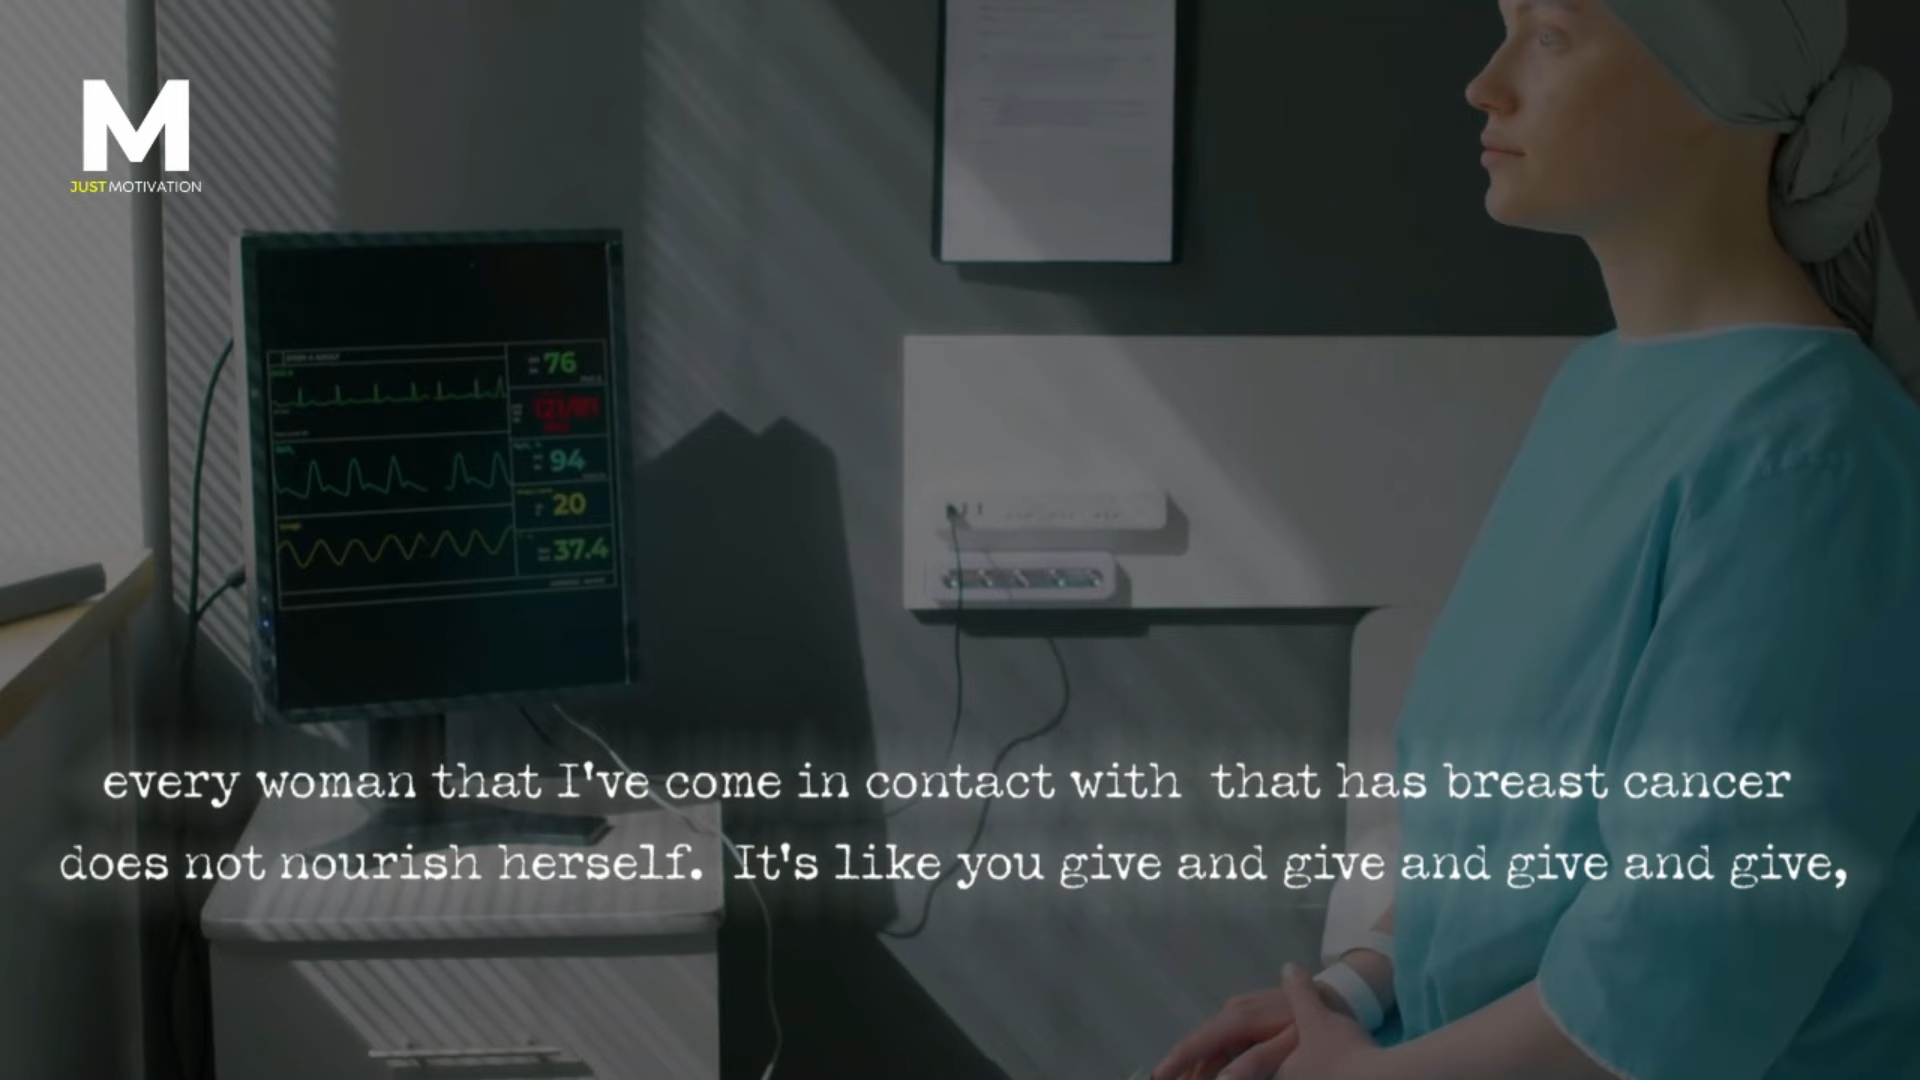 M
JUST MOTIVATION
76
94
20
37.4
every woman that I've come in contact with that has breast cancer
does not nourish herself. It's like you give and give and give and give,